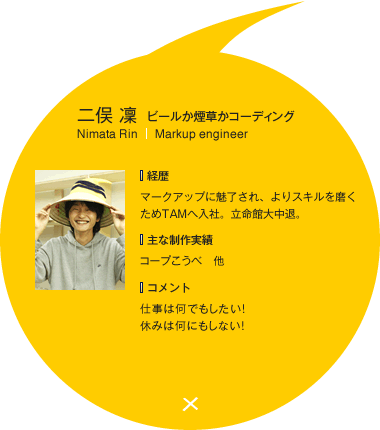 二俣 凜 ビールか煙草かコーディング
Nimata Rin | Markup engineer
経歴
マークアップに魅了され、よりスキルを磨く
ためTAMへ入社。立命館大中退。
主な制作実績
コープこうべ 他
コメント
仕事は何でもしたい!
休みは何にもしない!